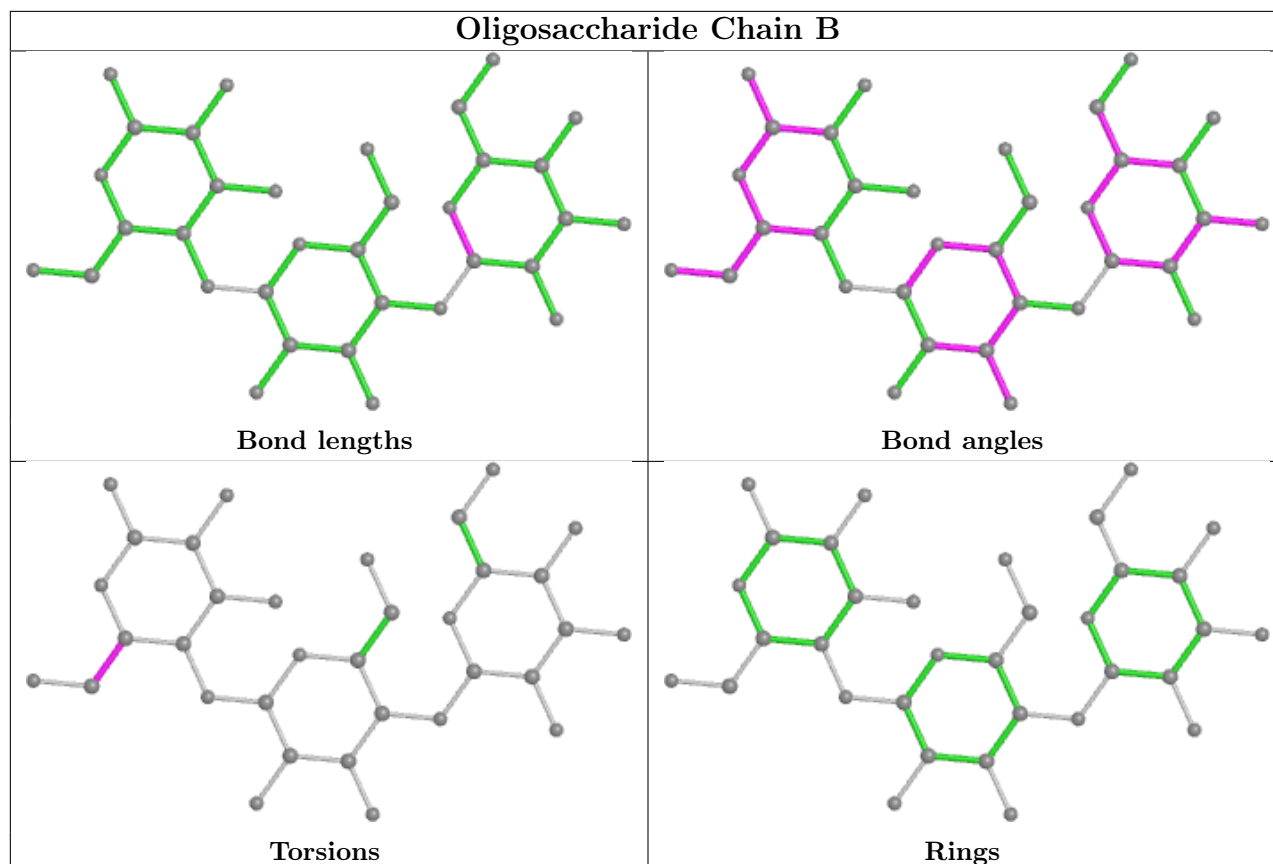 Oligosaccharide Chain B
Bond lengths
Bond angles
Torsions
Rings